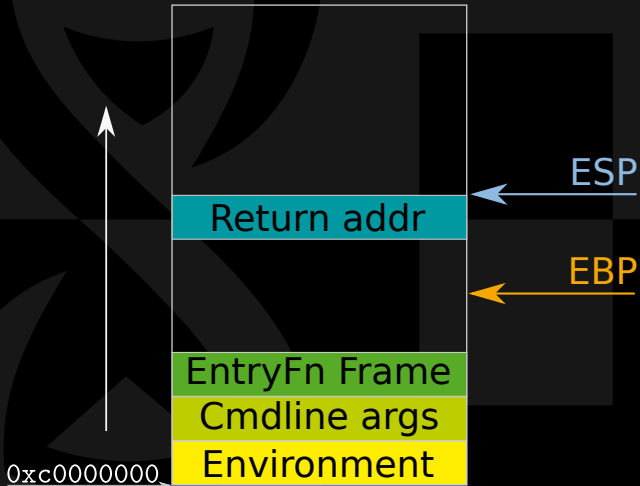 ESP
Return addr
EBP
EntryFn Frame
Cmdline args
Environment
0xc0000000